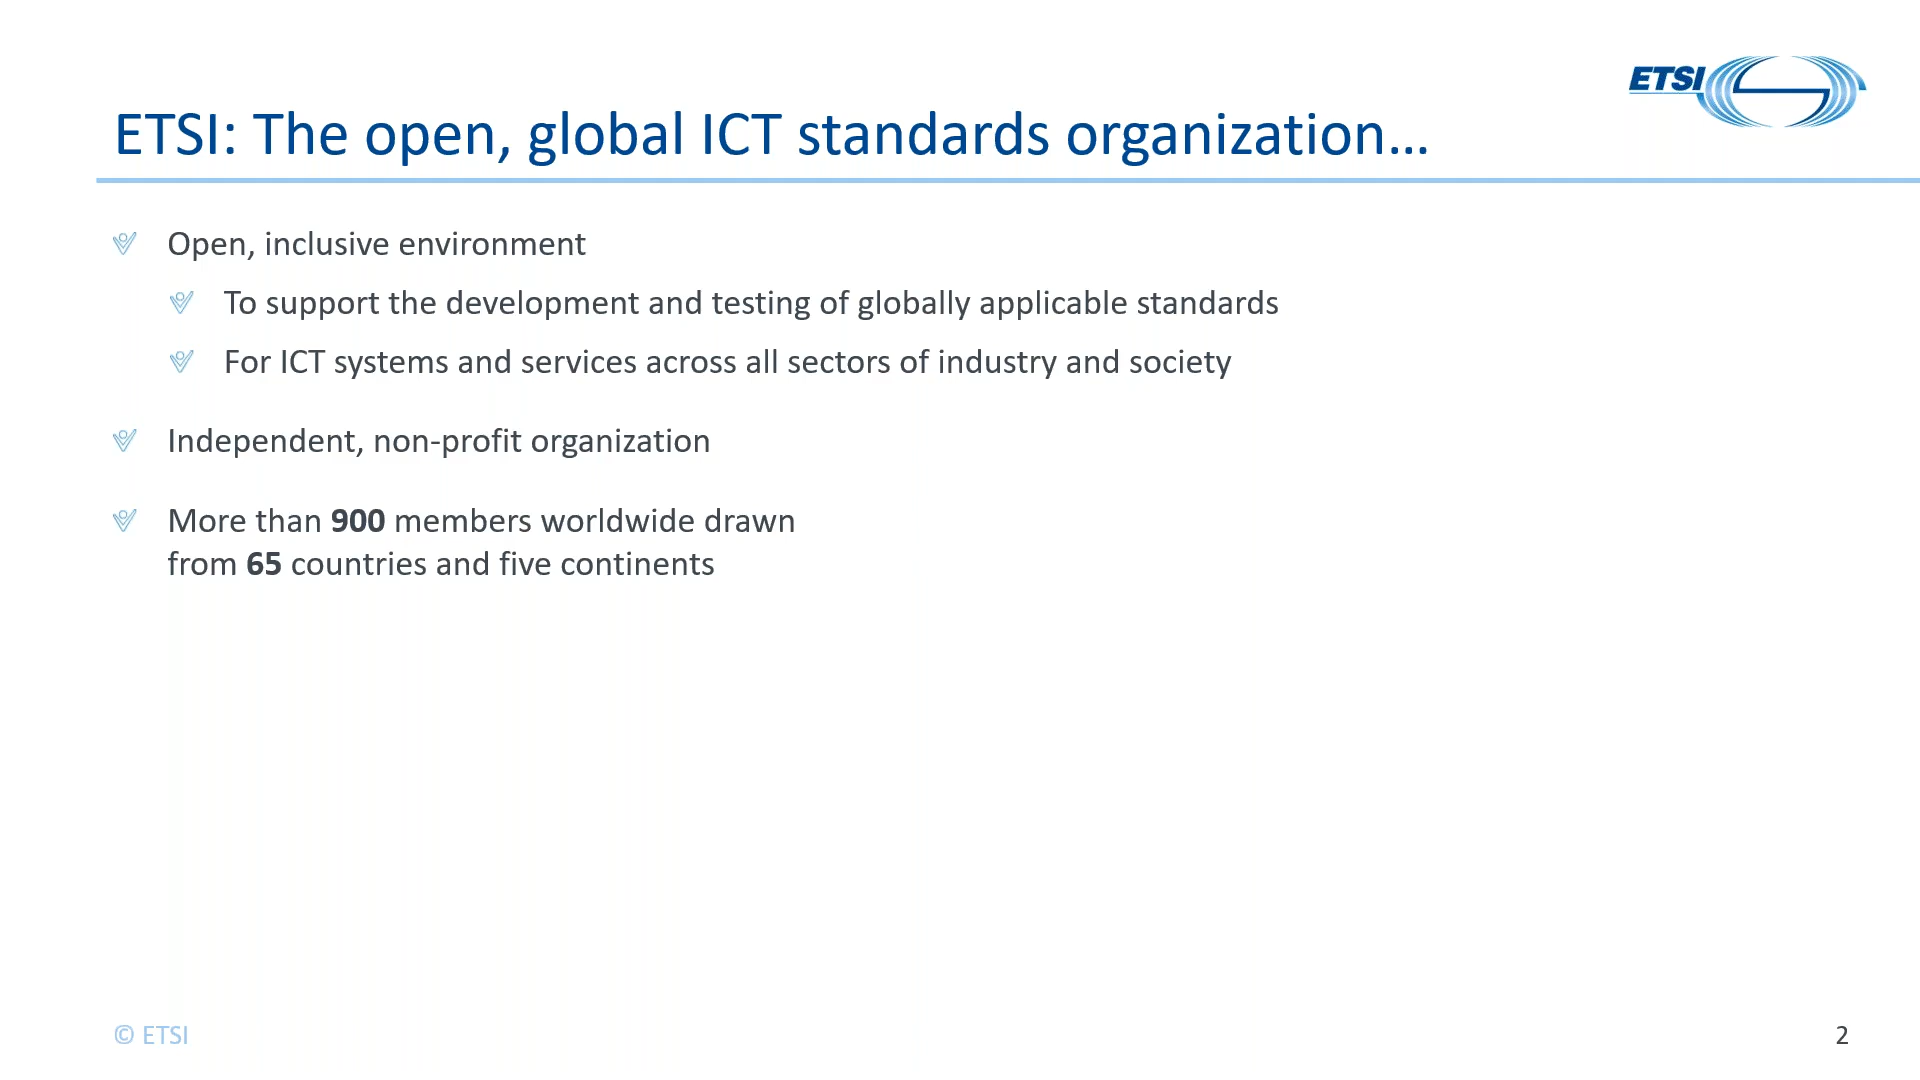 ETSI
ETSI: The open, global ICT standards organization...
Open, inclusive environment
To support the development and testing of globally applicable standards
For ICT systems and services across all sectors of industry and society
Independent, non-profit organization
More than 900 members worldwide drawn
from 65 countries and five continents
© ETSI
2